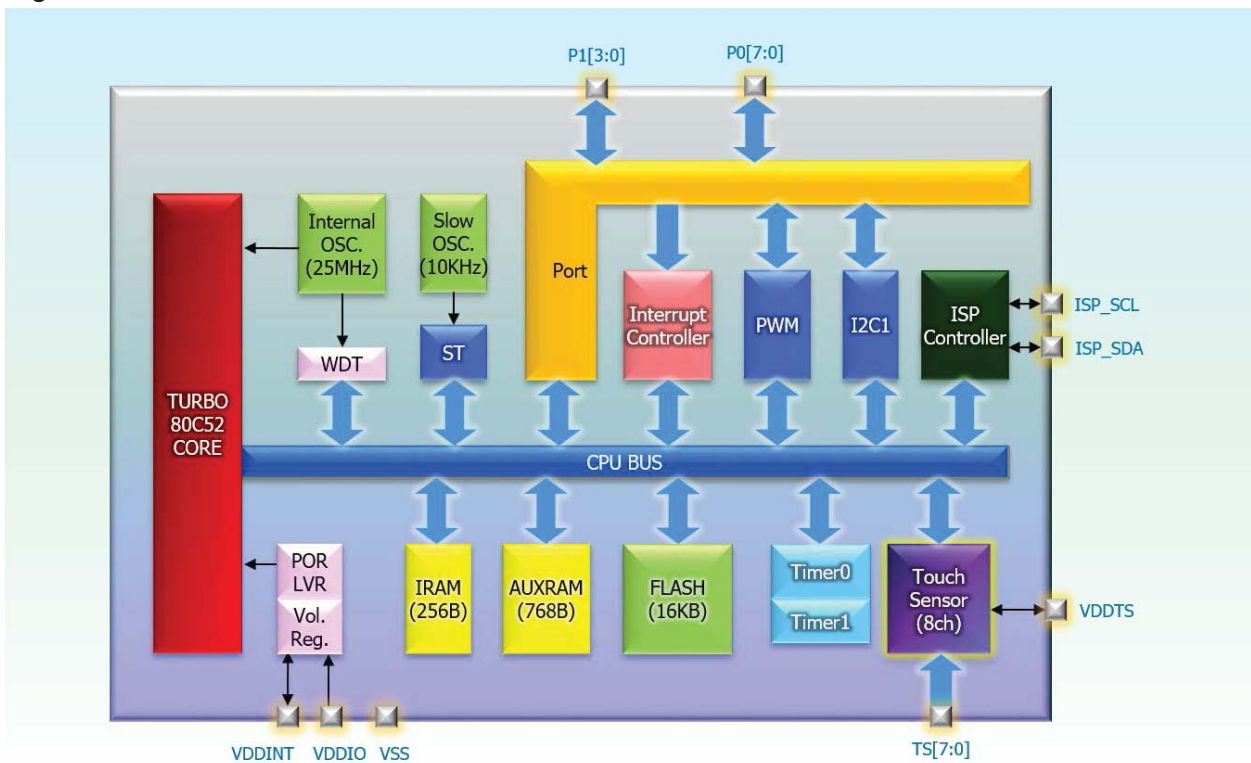 P1[3:0]
P0[7:0]
Internal
OSC.
(25MHz)
Slow
OSC.
(10KHz)
Port
Interrupt
Controller
PWM
I2C1
ISP
Controller
ISP_SCL
ISP_SDA
WDT
ST
TURBO
80C52
CORE
CPU BUS
POR
LVR
Vol.
Reg.
IRAM
(256B)
AUXRAM
(768B)
FLASH
(16KB)
Timer0
Timer1
Touch
Sensor
(8ch)
VDDTS
VDDINT
VDDIO
VSS
TS[7:0]